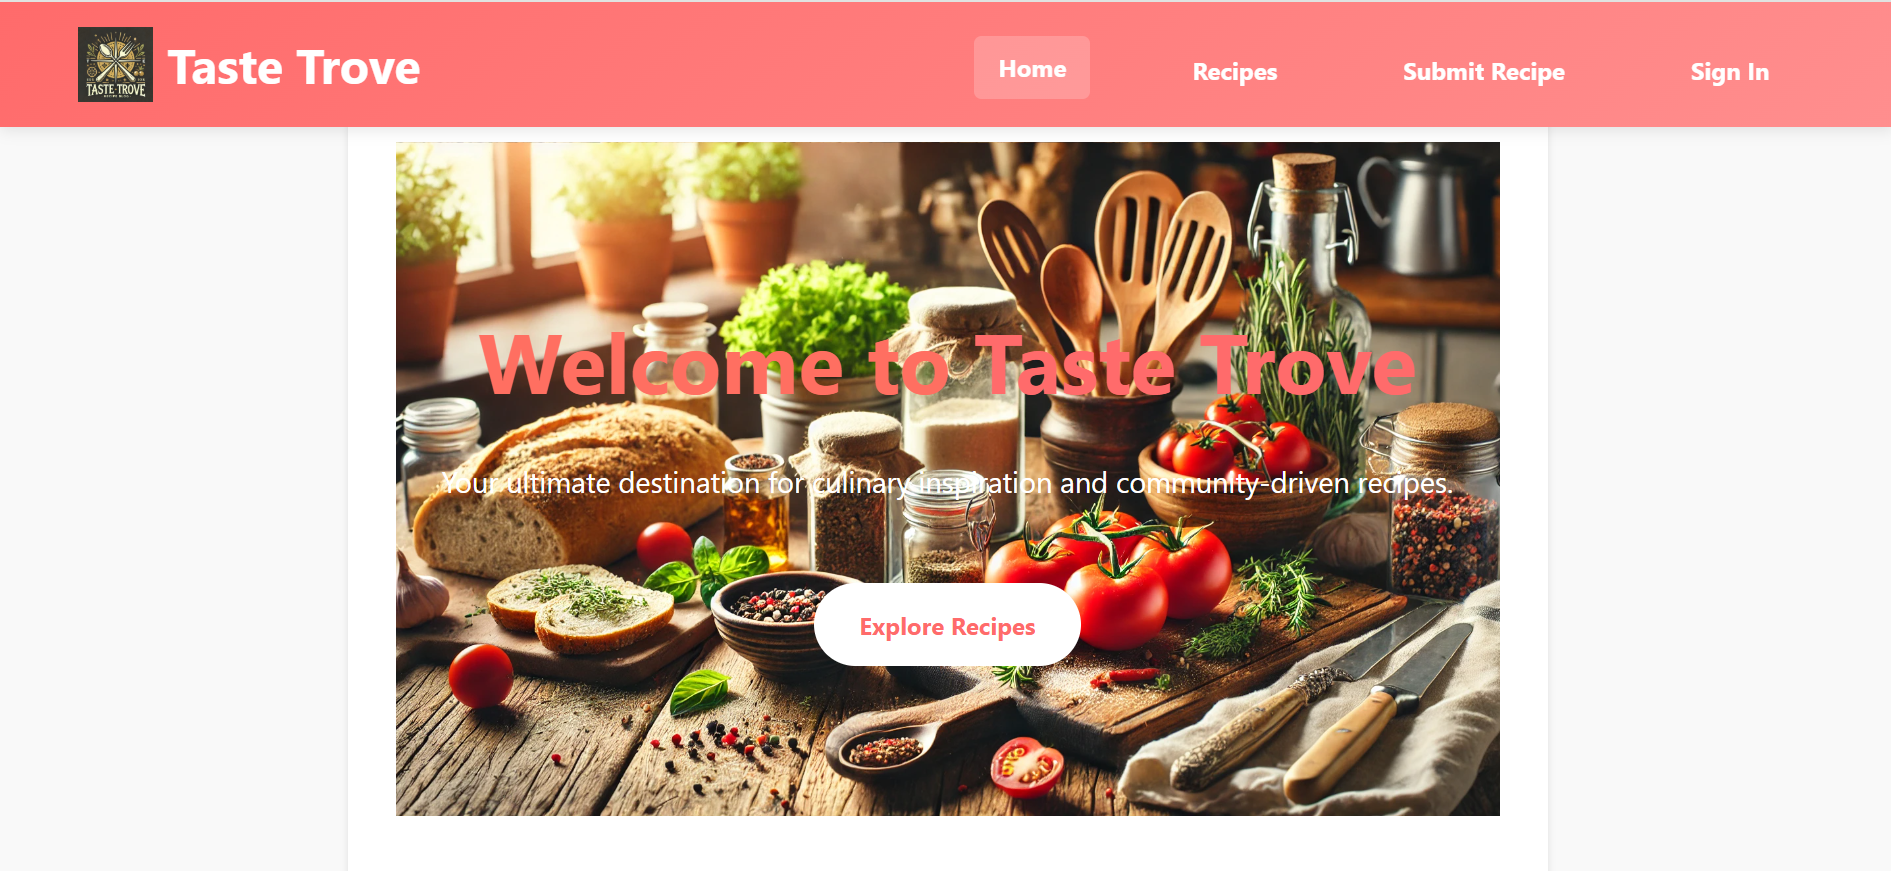 TASTE TROVE
Taste Trove
Home
Recipes
Submit Recipe
Sign In
Welcome to Taste Trove
Your ultimate destination for culinary inspiration and community-driven recipes.
Explore Recipes